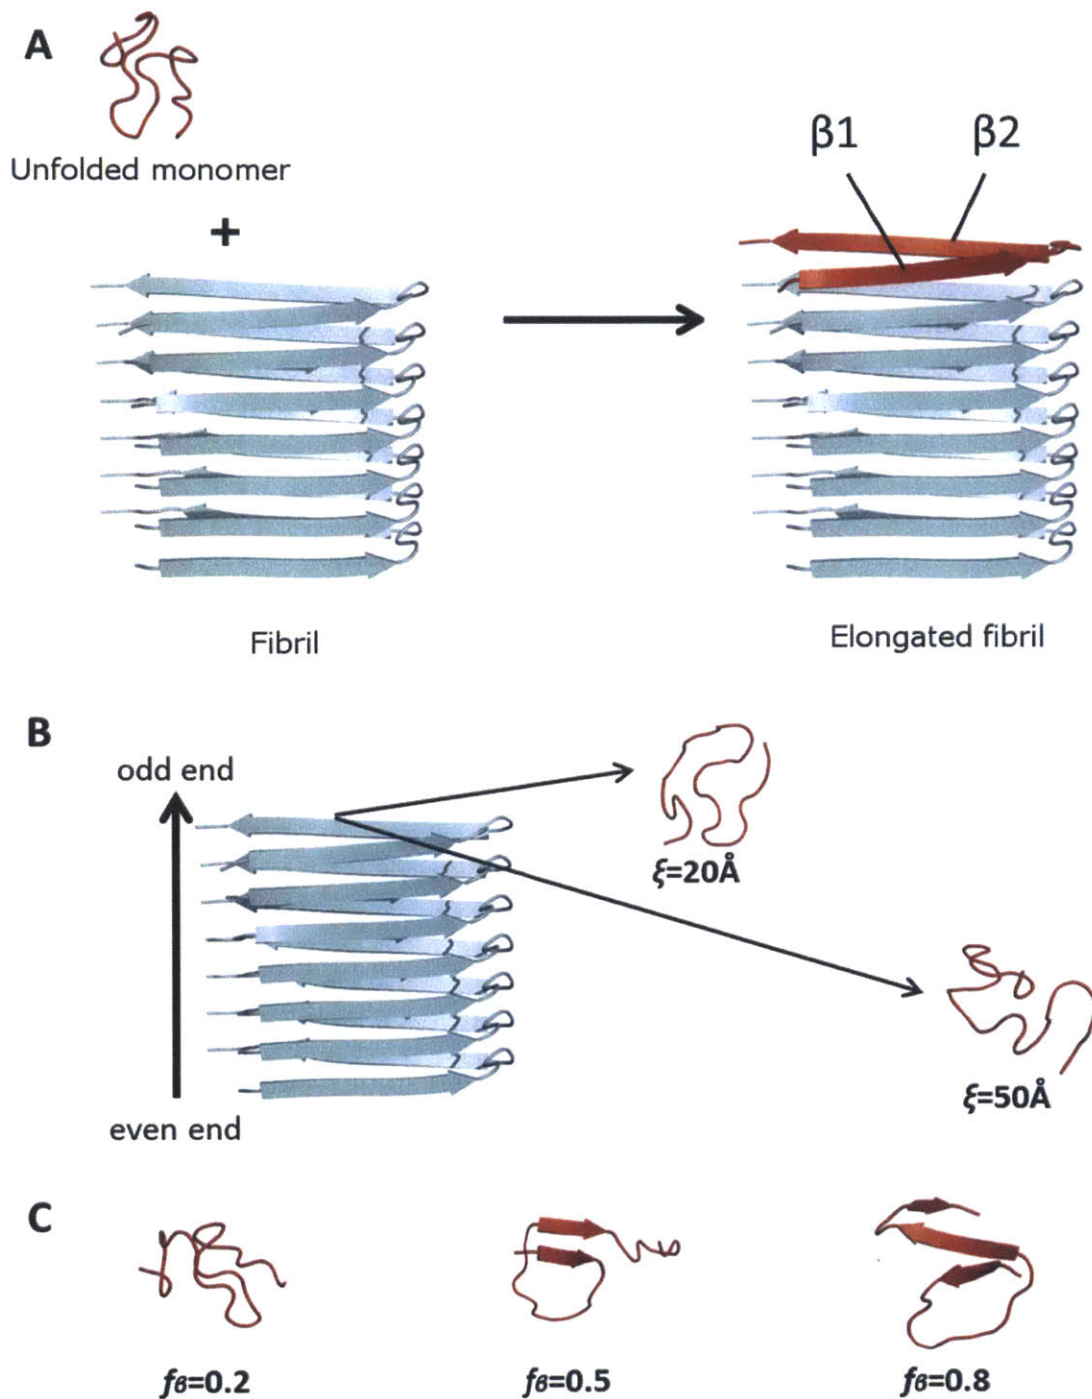 A
Unfolded monomer
+
β1
β2
Fibril
Elongated fibril
B
odd end
ξ=20Å
ξ=50Å
even end
C
fβ=0.2
fβ=0.5
fβ=0.8